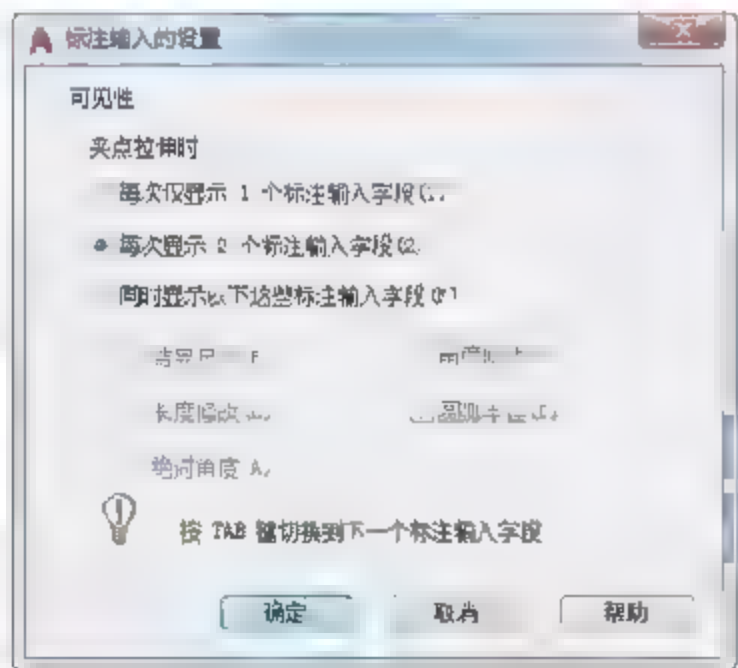 标注输入的设置
可见性
夹点拉伸时
每次仅显示 1 个标注输入字段
每次显示 2 个标注输入字段(2)
同时显示以下这些标注输入字段(F)
长度修改
绝对角度(A)
按 TAB 键切换到下一个标注输入字段
确定 取消 帮助